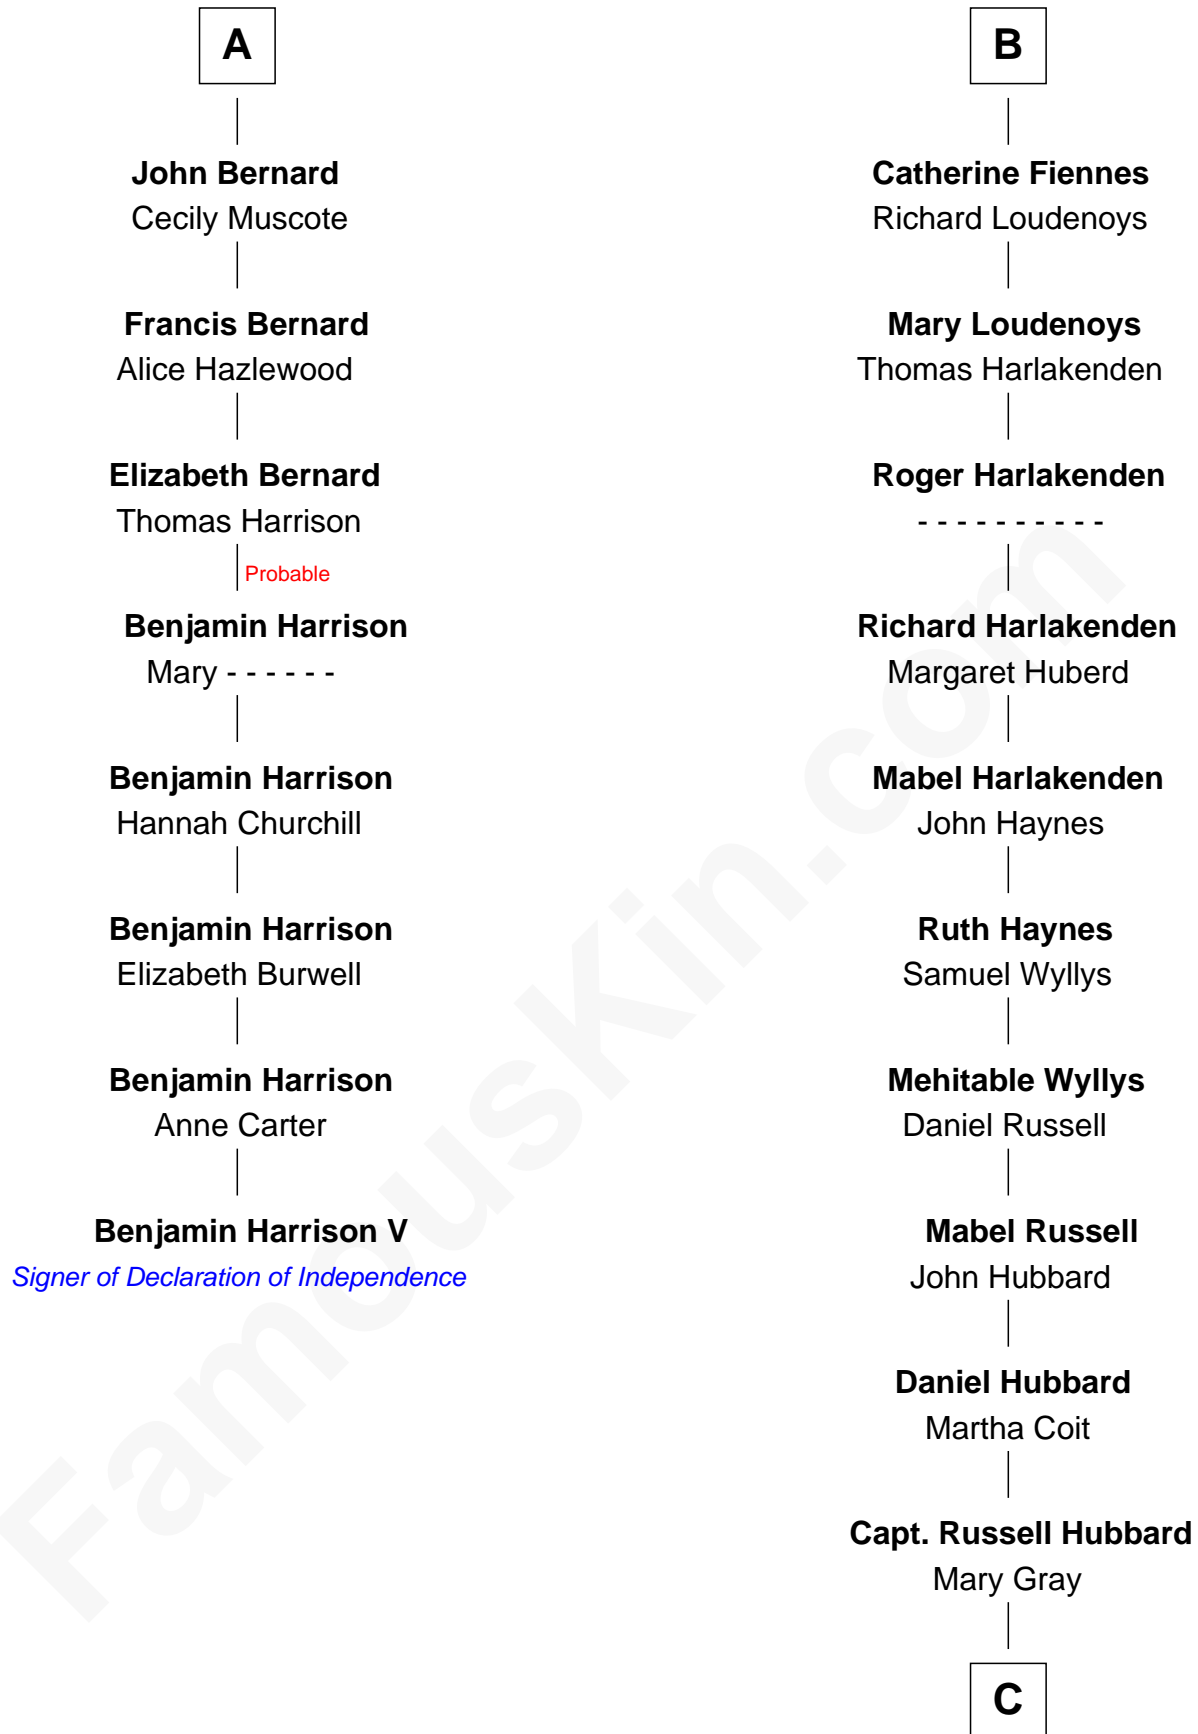 A
John Bernard
Cecily Muscote
Francis Bernard
Alice Hazlewood
Elizabeth Bernard
Thomas Harrison
Probable
Benjamin Harrison
Mary - - - - - -
Benjamin Harrison
Hannah Churchill
Benjamin Harrison
Elizabeth Burwell
Benjamin Harrison
Anne Carter
Benjamin Harrison V
Signer of Declaration of Independence
B
Catherine Fiennes
Richard Loudenoys
Mary Loudenoys
Thomas Harlakenden
Roger Harlakenden
- - - - - - - - - -
Richard Harlakenden
Margaret Huberd
Mabel Harlakenden
John Haynes
Ruth Haynes
Samuel Wyllys
Mehitable Wyllys
Daniel Russell
Mabel Russell
John Hubbard
Daniel Hubbard
Martha Coit
Capt. Russell Hubbard
Mary Gray
C
FamousKin.com